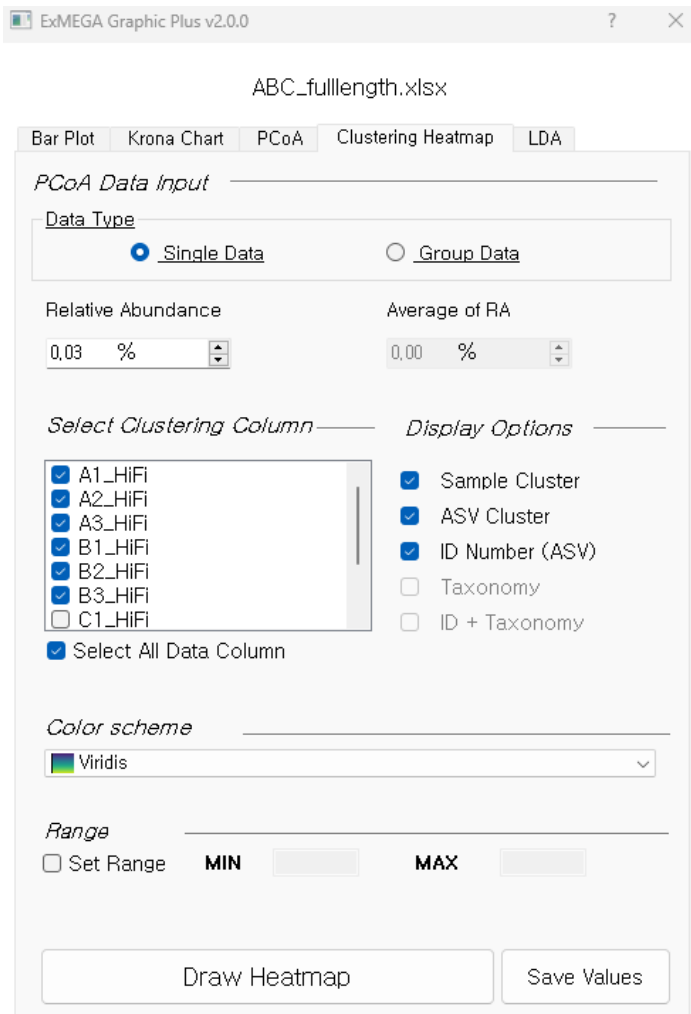 ExMEGA Graphic Plus v2.0.0 ?
ABC_fulllength.xlsx
Bar Plot Krona Chart PCoA Clustering Heatmap LDA
PCoA Data Input
Data Type
Single Data Group Data
Relative Abundance Average of RA
0,03 % 0,00 %
Select Clustering Column Display Options
A1_HiFi
A2_HiFi
A3_HiFi
B1_HiFi
B2_HiFi
B3_HiFi
C1_HiFi
Select All Data Column
Sample Cluster
ASV Cluster
ID Number (ASV)
Taxonomy
ID + Taxonomy
Color scheme
Viridis
Range
Set Range MIN MAX
Draw Heatmap Save Values